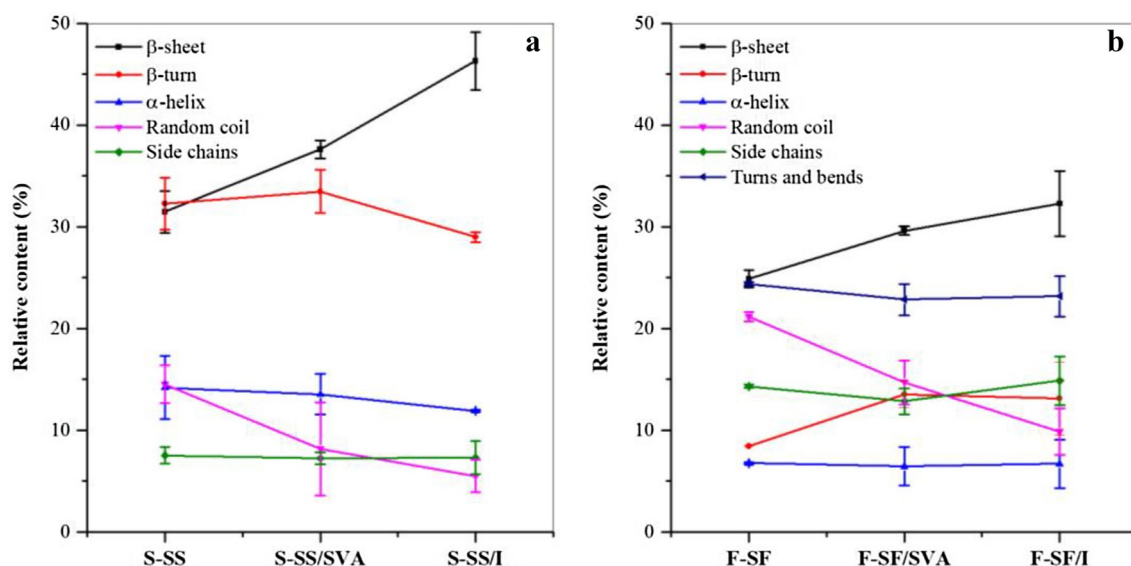 a
β-sheet
β-turn
α-helix
Random coil
Side chains
50
40
30
20
10
0
Relative content (%)
S-SS S-SS/SVA S-SS/I
b
β-sheet
β-turn
α-helix
Random coil
Side chains
Turns and bends
50
40
30
20
10
0
Relative content (%)
F-SF F-SF/SVA F-SF/I